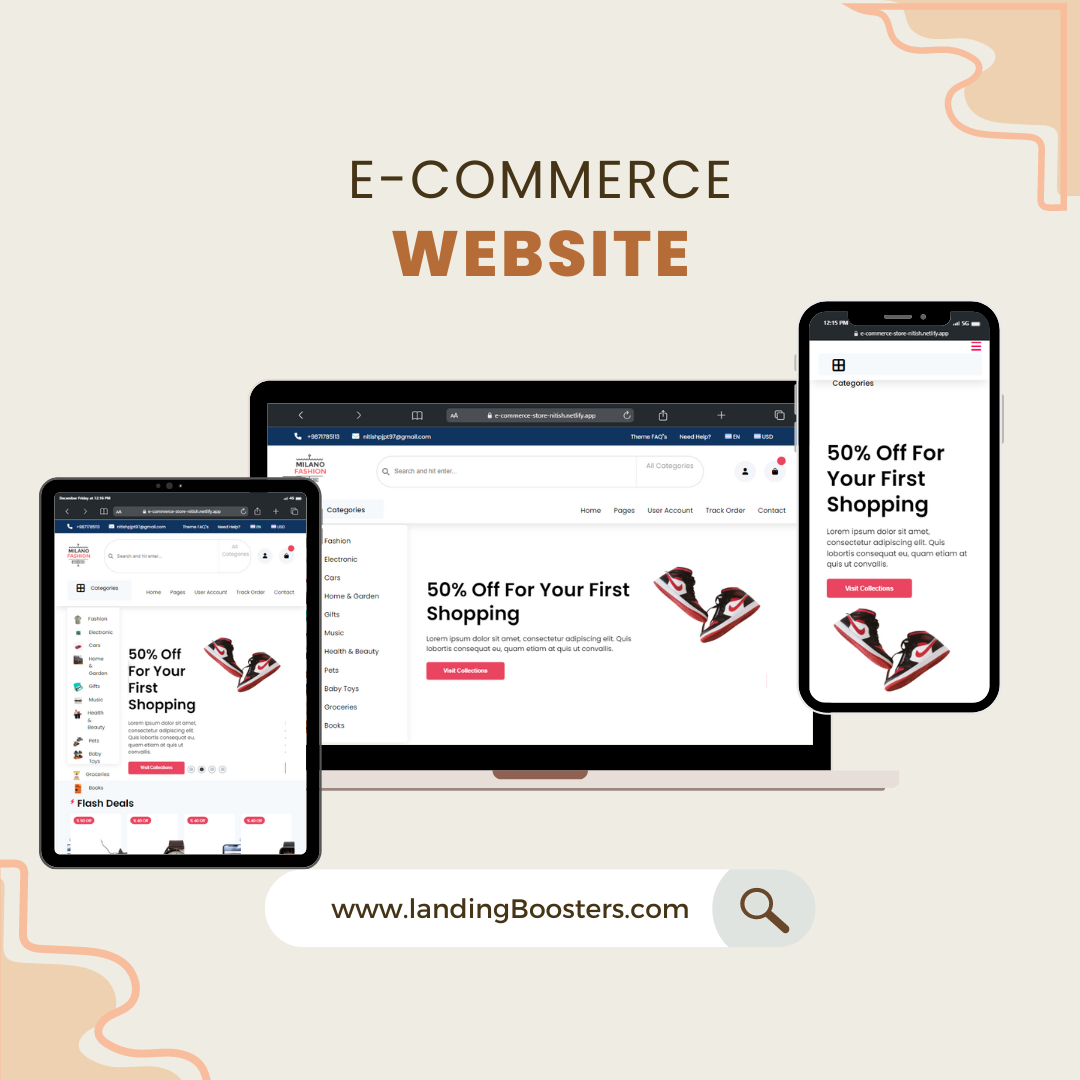 E-COMMERCE
WEBSITE
AA e-commerce-store-nitish.netlify.app
+9871785113 nitishpjpt97@gmail.com Theme FAQ's Need Help? EN USD
MILANO
FASHION
Search and hit enter... All Categories
Categories Home Pages User Account Track Order Contact
Fashion
Electronic
Cars
Home & Garden
Gifts
Music
Health & Beauty
Pets
Baby Toys
Groceries
Books
50% Off For Your First
Shopping
Lorem ipsum dolor sit amet, consectetur adipiscing elit. Quis
lobortis consequat eu, quam etiam at quis ut convallis.
Visit Collections
12:15 PM 5G
e-commerce-store-nitish.netlify.app
Categories
50% Off For
Your First
Shopping
Lorem ipsum dolor sit amet,
consectetur adipiscing elit. Quis
lobortis consequat eu, quam etiam at
quis ut convallis.
Visit Collections
December Friday at 12:15 PM 4G
AA e-commerce-store-nitish.netlify.app
+9871785113 nitishpjpt97@gmail.com Theme FAQ's Need Help? EN USD
MILANO
FASHION
Search and hit enter... All
Categories
Categories
Home Pages User Account Track Order Contact
Fashion
Electronic
Cars
Home
&
Garden
Gifts
Music
Health
&
Beauty
Pets
Baby
Toys
Groceries
Books
50% Off
For Your
First
Shopping
Lorem ipsum dolor sit amet,
consectetur adipiscing elit. Quis
lobortis consequat eu,
quam etiam at quis ut
convallis.
Visit Collections
Flash Deals
% 40 Off % 40 Off % 40 Off
www.landingBoosters.com